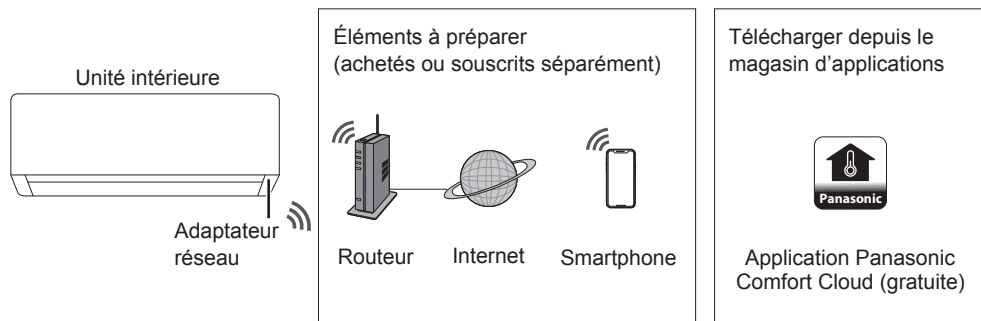 Unité intérieure
Adaptateur
réseau
Éléments à préparer
(achetés ou souscrits séparément)
Routeur
Internet
Smartphone
Télécharger depuis le
magasin d’applications
Panasonic
Application Panasonic
Comfort Cloud (gratuite)